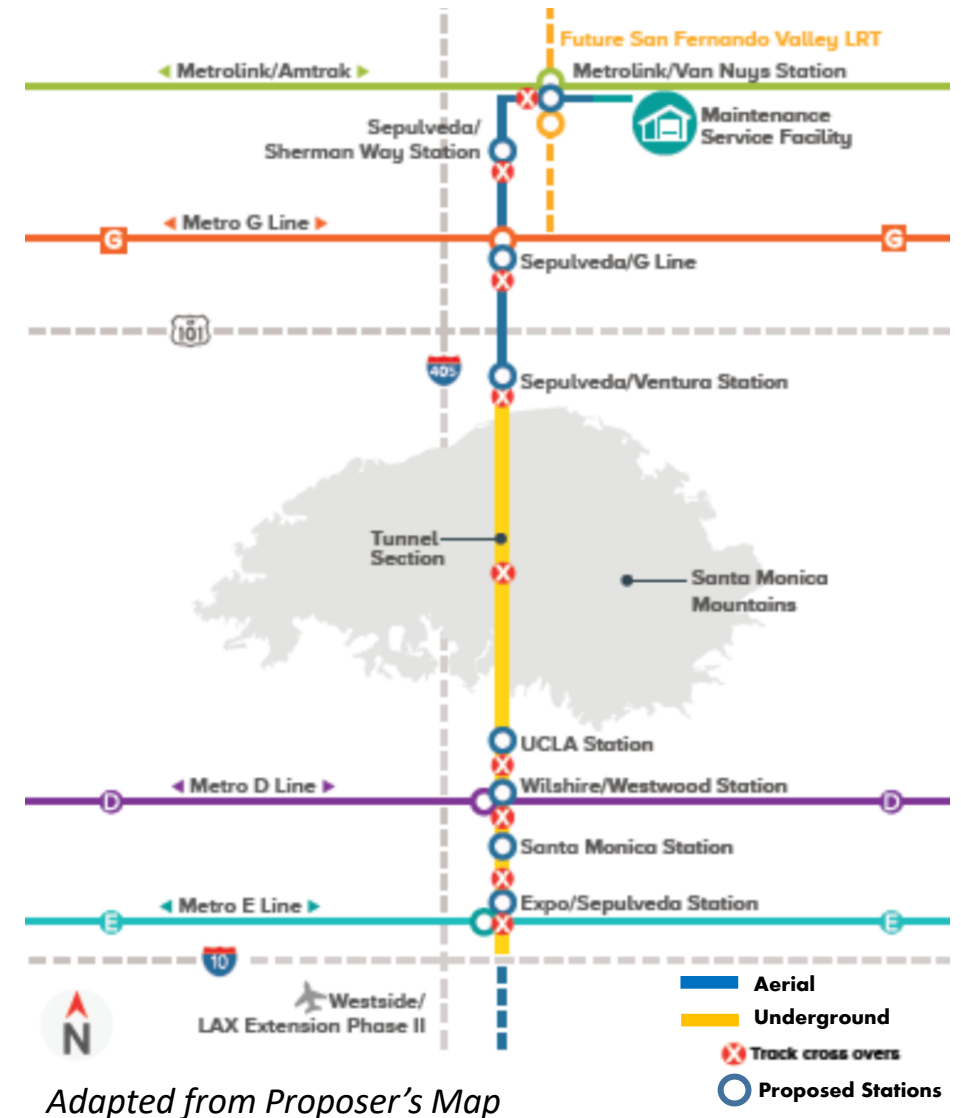 Future San Fernando Valley LRT
Metrolink/Amtrak
Metrolink/Van Nuys Station
Maintenance
Service Facility
Sepulveda/
Sherman Way Station
Metro G Line
G
G
Sepulveda/G Line
101
405
Sepulveda/Ventura Station
Tunnel
Section
Santa Monica
Mountains
UCLA Station
Metro D Line
Wilshire/Westwood Station
D
D
Santa Monica Station
Metro E Line
Expo/Sepulveda Station
E
E
10
Westside/
LAX Extension Phase II
N
Aerial
Underground
Track cross overs
Proposed Stations
Adapted from Proposer's Map